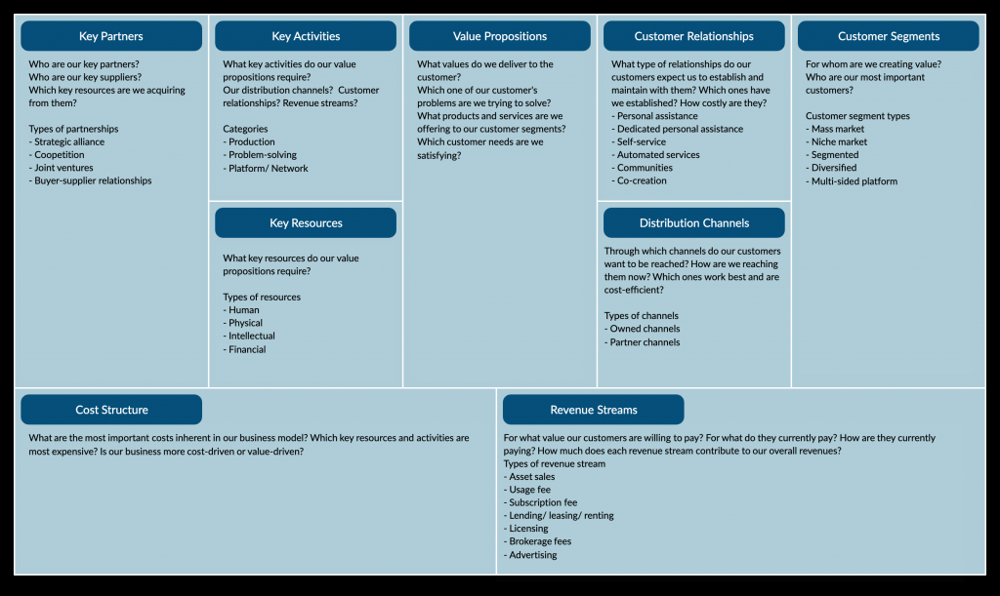 Key Partners
Who are our key partners?
Who are our key suppliers?
Which key resources are we acquiring
from them?
Types of partnerships
- Strategic alliance
- Coopetition
- Joint ventures
- Buyer-supplier relationships
Key Activities
What key activities do our value
propositions require?
Our distribution channels?  Customer
relationships? Revenue streams?
Categories
- Production
- Problem-solving
- Platform/ Network
Key Resources
What key resources do our value
propositions require?
Types of resources
- Human
- Physical
- Intellectual
- Financial
Value Propositions
What values do we deliver to the
customer?
Which one of our customer's
problems are we trying to solve?
What products and services are we
offering to our customer segments?
Which customer needs are we
satisfying?
Customer Relationships
What type of relationships do our
customers expect us to establish and
maintain with them? Which ones have
we established? How costly are they?
- Personal assistance
- Dedicated personal assistance
- Self-service
- Automated services
- Communities
- Co-creation
Distribution Channels
Through which channels do our customers
want to be reached? How are we reaching
them now? Which ones work best and are
cost-efficient?
Types of channels
- Owned channels
- Partner channels
Customer Segments
For whom are we creating value?
Who are our most important
customers?
Customer segment types
- Mass market
- Niche market
- Segmented
- Diversified
- Multi-sided platform
Cost Structure
What are the most important costs inherent in our business model? Which key resources and activities are
most expensive? Is our business more cost-driven or value-driven?
Revenue Streams
For what value our customers are willing to pay? For what do they currently pay? How are they currently
paying? How much does each revenue stream contribute to our overall revenues?
Types of revenue stream
- Asset sales
- Usage fee
- Subscription fee
- Lending/ leasing/ renting
- Licensing
- Brokerage fees
- Advertising